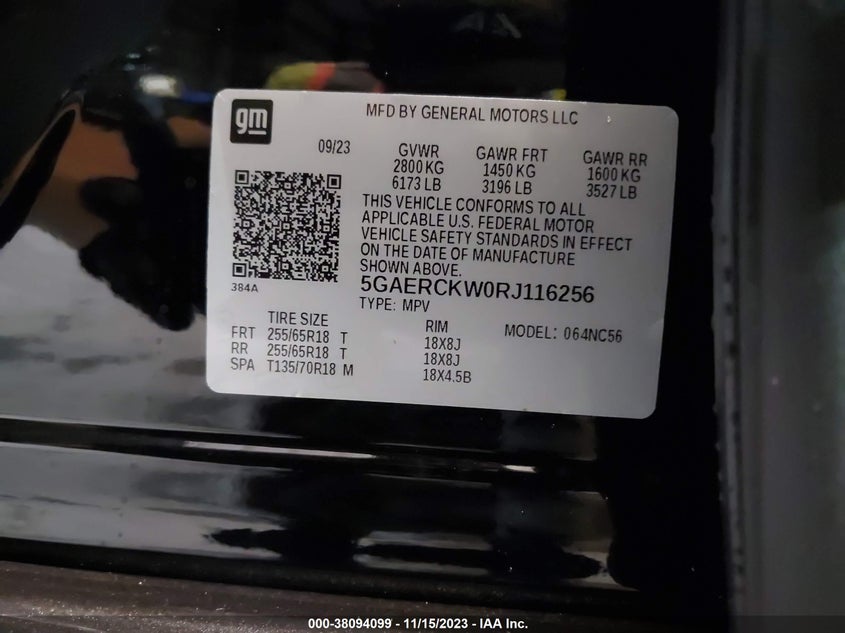 gm
MFD BY GENERAL MOTORS LLC
09/23
GVWR GAWR FRT GAWR RR
2800 KG 1450 KG 1600 KG
6173 LB 3196 LB 3527 LB
THIS VEHICLE CONFORMS TO ALL
APPLICABLE U.S. FEDERAL MOTOR
VEHICLE SAFETY STANDARDS IN EFFECT
ON THE DATE OF MANUFACTURE
SHOWN ABOVE.
384A
5GAERCKW0RJ116256
TYPE: MPV
TIRE SIZE RIM MODEL: 064NC56
FRT 255/65R18 T 18X8J
RR 255/65R18 T 18X8J
SPA T135/70R18 M 18X4.5B
000-38094099 - 11/15/2023 - IAA Inc.